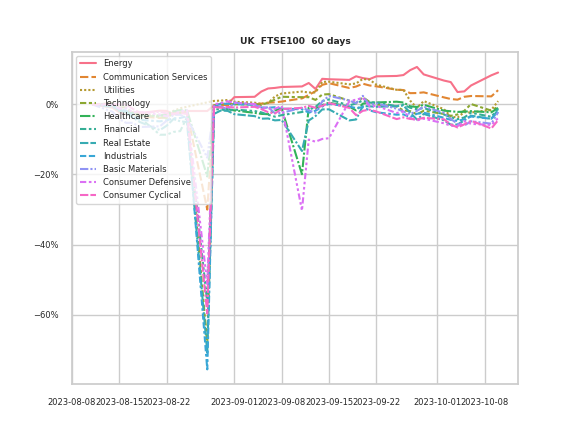 UK FTSE100 60 days
Energy
Communication Services
Utilities
Technology
Healthcare
Financial
Real Estate
Industrials
Basic Materials
Consumer Defensive
Consumer Cyclical
0%
−20%
−40%
−60%
2023-08-08 2023-08-15 2023-08-22 2023-09-01 2023-09-08 2023-09-15 2023-09-22 2023-10-01 2023-10-08